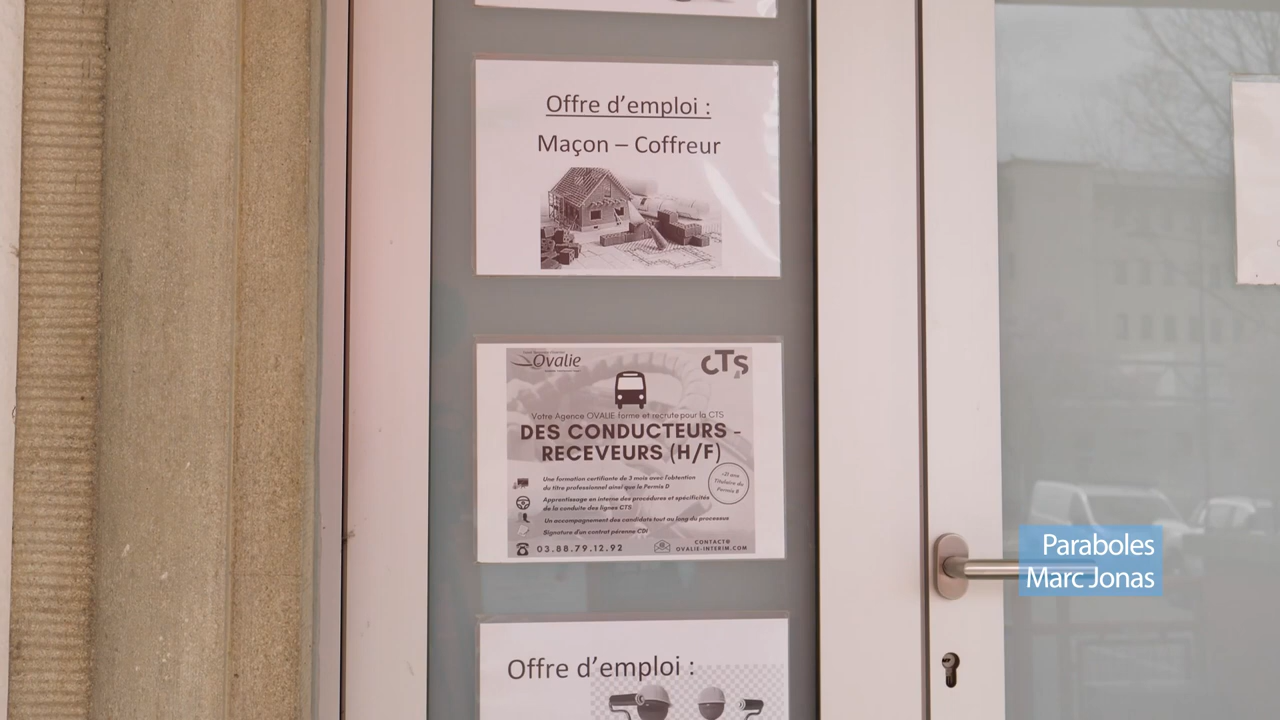 Offre d'emploi :
Maçon – Coffreur
Ovalie
CTS
Votre Agence OVALIE forme et recrute pour la CTS
DES CONDUCTEURS -
RECEVEURS (H/F)
Titulaire du
Permis B
Une formation certifiante de 3 mois avec l'obtention
du titre professionnel ainsi que le Permis D
Apprentissage en interne des procédures et spécificités
de la conduite des lignes CTS
Un accompagnement des candidats tout au long du processus
Signature d'un contrat pérenne CDI
03.88.79.12.92
CONTACT@
OVALIE-INTERIM.COM
Offre d'emploi :
Paraboles
Marc Jonas